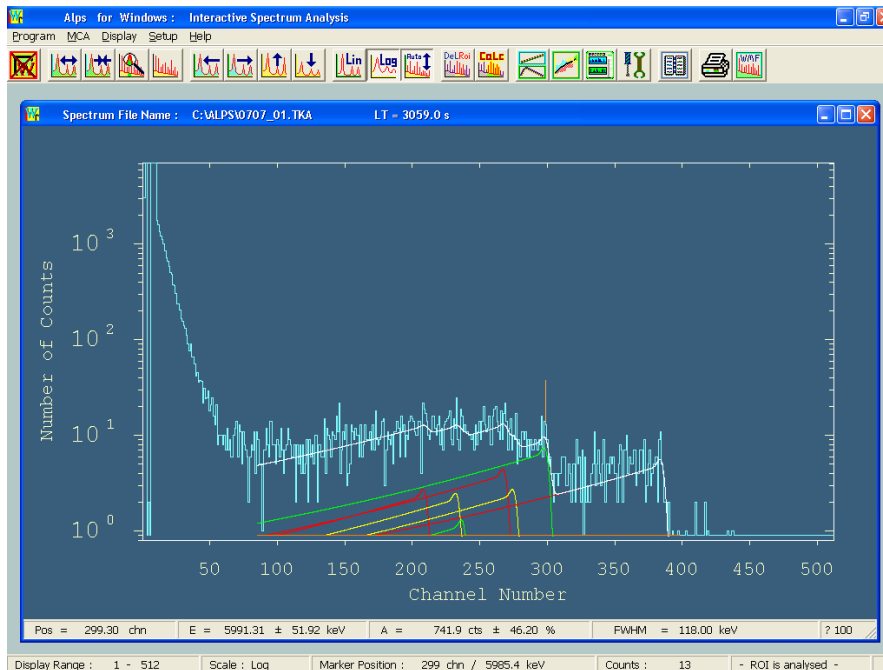 Alps for Windows : Interactive Spectrum Analysis
Program MCA Display Setup Help
Lin Log Auto DelRoi CaLc WMF
Spectrum File Name : C:\ALPS\0707_01.TKA LT = 3059.0 s
Number of Counts
10^3
10^2
10^1
10^0
50 100 150 200 250 300 350 400 450 500
Channel Number
Pos = 299.30 chn E = 5991.31 ± 51.92 keV A = 741.9 cts ± 46.20 % FWHM = 118.00 keV ? 100
Display Range : 1 - 512 Scale : Log Marker Position : 299 chn / 5985.4 keV Counts : 13 - ROI is analysed -